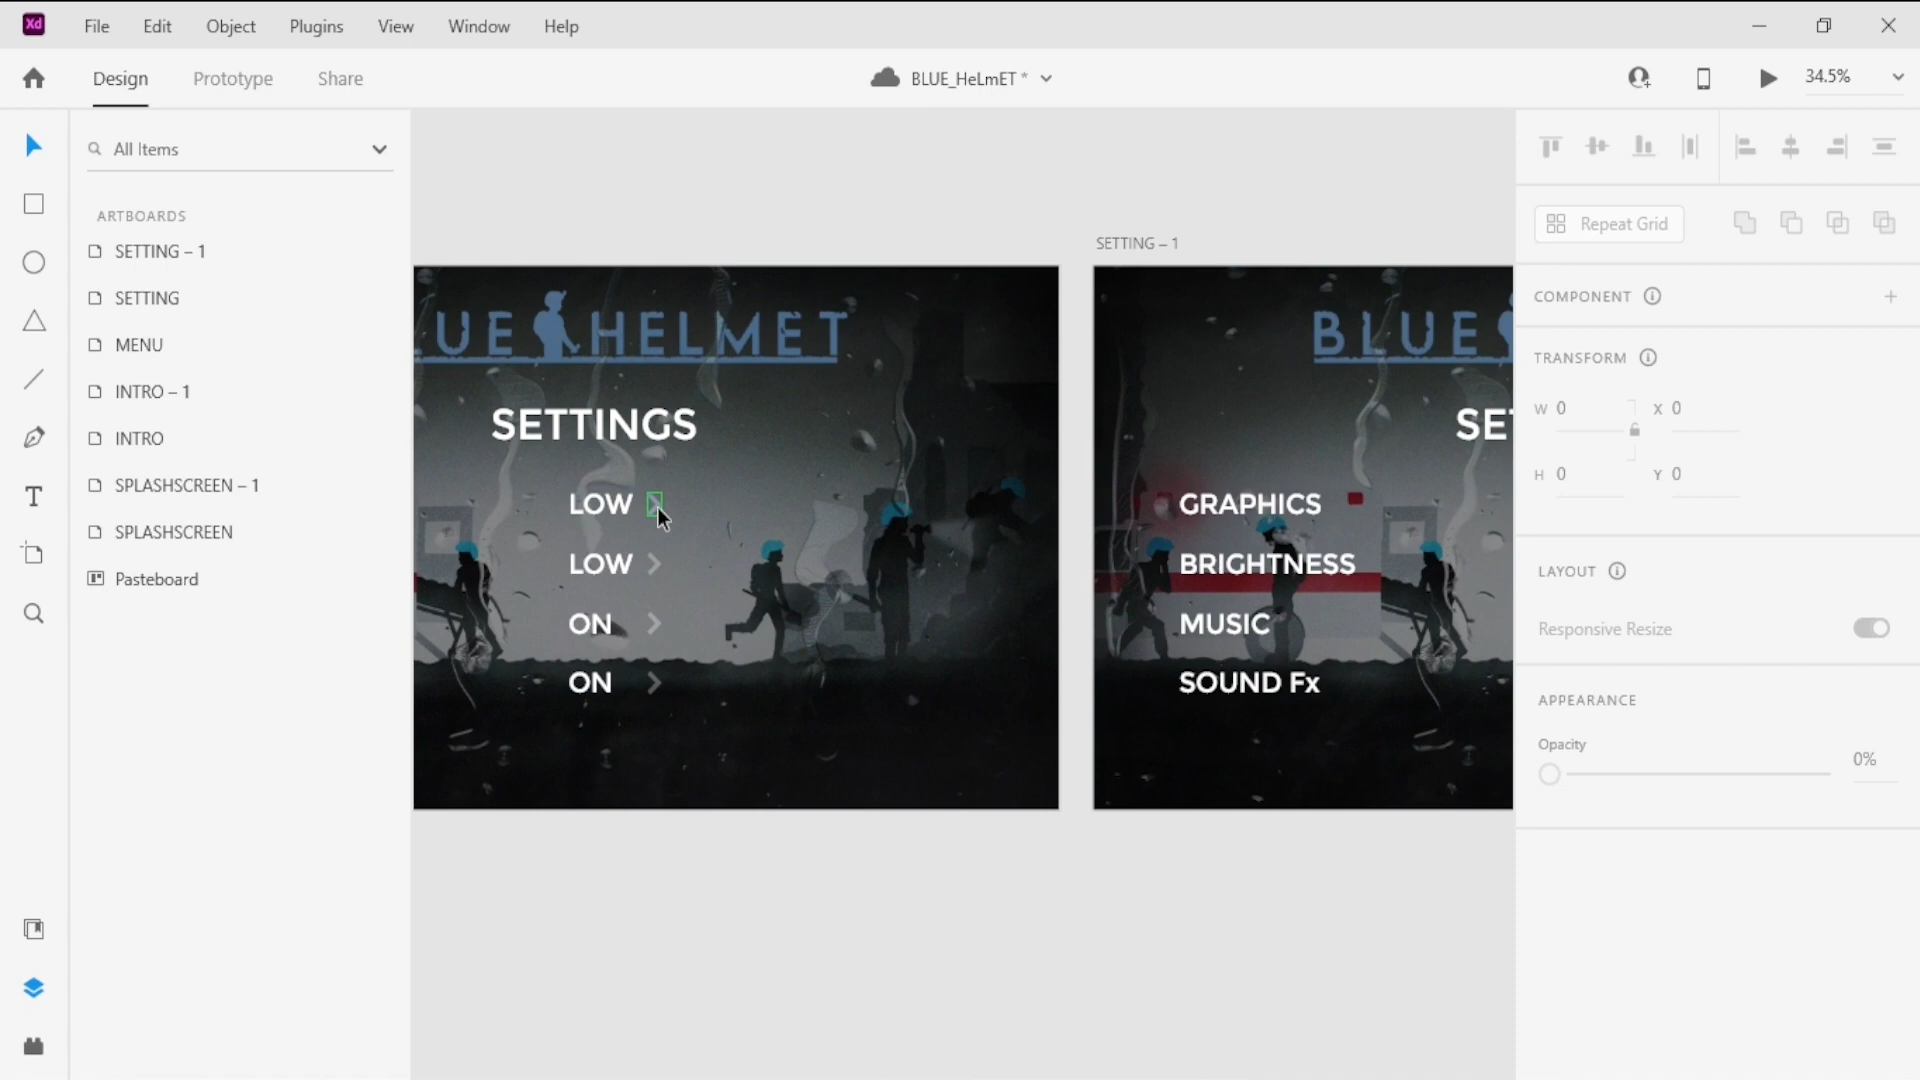 Xd File Edit Object Plugins View Window Help
Design Prototype Share BLUE_HeLmET * 34.5%
All Items
ARTBOARDS
SETTING – 1
SETTING
MENU
INTRO – 1
INTRO
SPLASHSCREEN – 1
SPLASHSCREEN
Pasteboard
UE HELMET
SETTINGS
LOW
LOW
ON
ON
SETTING – 1
BLUE
SET
GRAPHICS
BRIGHTNESS
MUSIC
SOUND Fx
Repeat Grid
COMPONENT
TRANSFORM
W 0 X 0
H 0 Y 0
LAYOUT
Responsive Resize
APPEARANCE
Opacity
0%